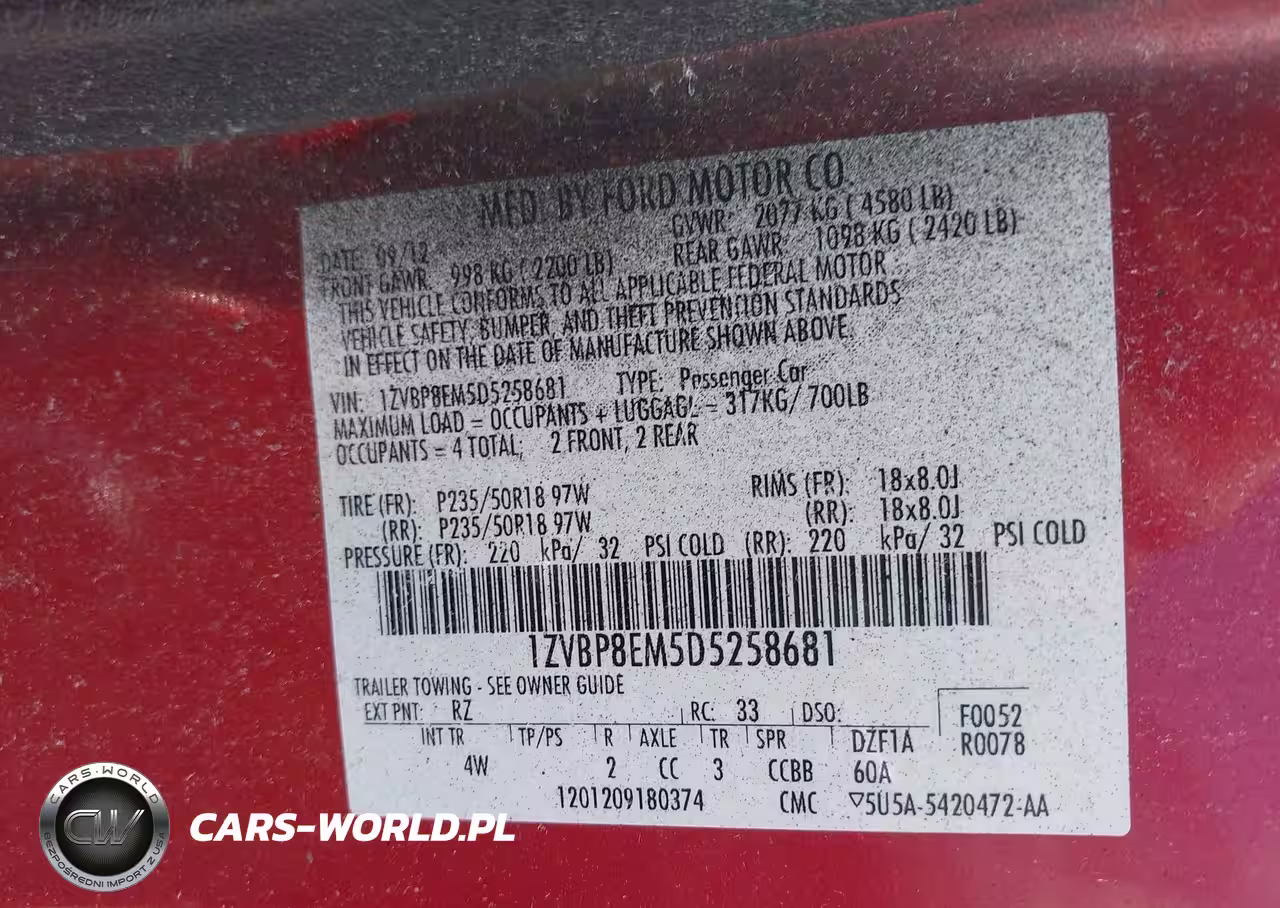 MFD. BY FORD MOTOR CO.
DATE: 09/12 GVWR: 2077 KG ( 4580 LB)
FRONT GAWR: 998 KG ( 2200 LB) REAR GAWR: 1098 KG ( 2420 LB)
THIS VEHICLE CONFORMS TO ALL APPLICABLE FEDERAL MOTOR
VEHICLE SAFETY, BUMPER, AND THEFT PREVENTION STANDARDS
IN EFFECT ON THE DATE OF MANUFACTURE SHOWN ABOVE.
VIN: 1ZVBP8EM5D5258681 TYPE: Passenger Car
MAXIMUM LOAD = OCCUPANTS + LUGGAGE = 317KG/ 700LB
OCCUPANTS = 4 TOTAL; 2 FRONT, 2 REAR
TIRE (FR): P235/50R18 97W RIMS (FR): 18x8.0J
(RR): P235/50R18 97W (RR): 18x8.0J
PRESSURE (FR): 220 kPa/ 32 PSI COLD (RR): 220 kPa/ 32 PSI COLD
1ZVBP8EM5D5258681
TRAILER TOWING - SEE OWNER GUIDE
EXT PNT: RZ RC: 33 DSO: F0052
INT TR TP/PS R AXLE TR SPR DZF1A R0078
4W 2 CC 3 CCBB 60A
1201209180374 CMC ▽5U5A-5420472-AA
CARS-WORLD
CW
BEZPOŚREDNI IMPORT Z USA
CARS-WORLD.PL